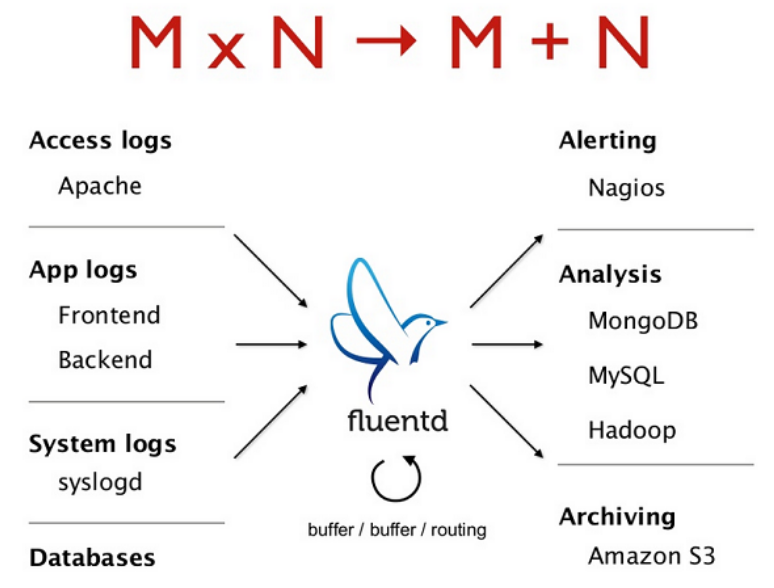 M x N → M + N
Access logs
Apache
App logs
Frontend
Backend
System logs
syslogd
Databases
fluentd
buffer / buffer / routing
Alerting
Nagios
Analysis
MongoDB
MySQL
Hadoop
Archiving
Amazon S3